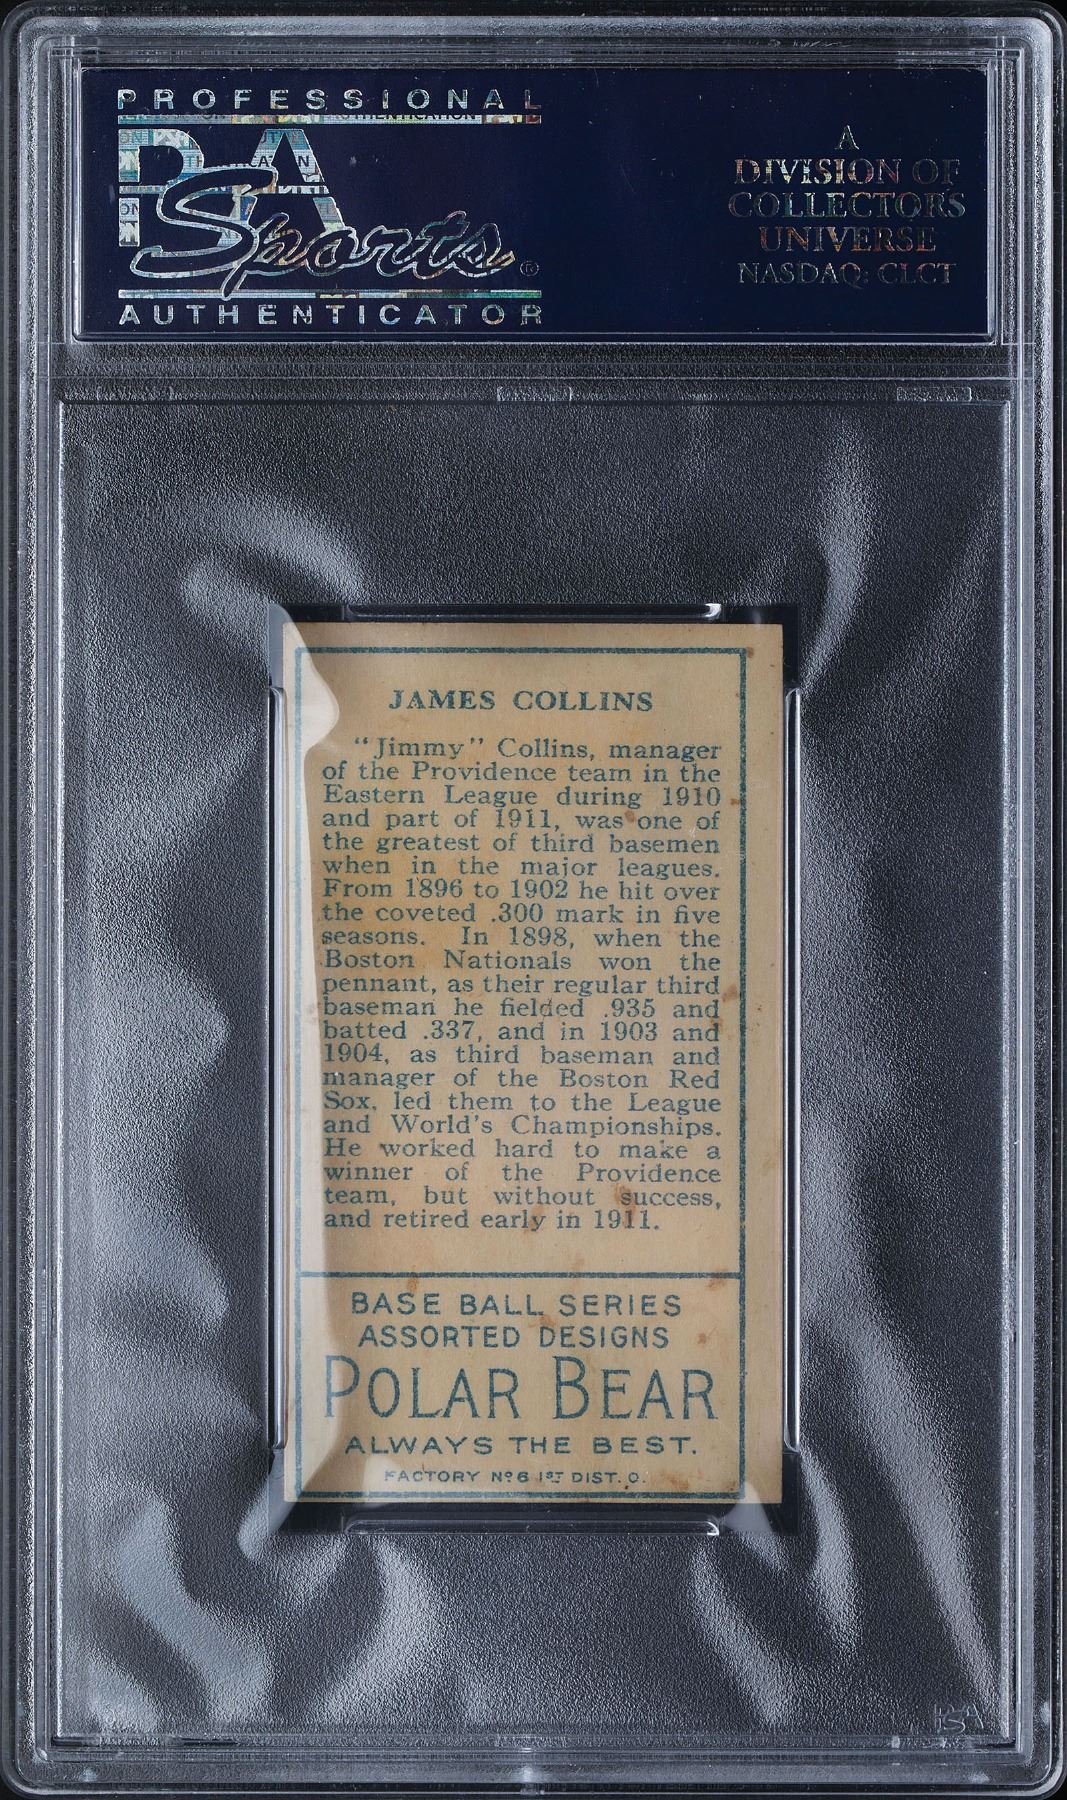 PROFESSIONAL
PSA
Sports®
AUTHENTICATOR
A
DIVISION OF
COLLECTORS
UNIVERSE
NASDAQ: CLCT
JAMES COLLINS
“Jimmy” Collins, manager
of the Providence team in the
Eastern League during 1910
and part of 1911, was one of
the greatest of third basemen
when in the major leagues.
From 1896 to 1902 he hit over
the coveted .300 mark in five
seasons. In 1898, when the
Boston Nationals won the
pennant, as their regular third
baseman he fielded .935 and
batted .337, and in 1903 and
1904, as third baseman and
manager of the Boston Red
Sox, led them to the League
and World's Championships.
He worked hard to make a
winner of the Providence
team, but without success,
and retired early in 1911.
BASE BALL SERIES
ASSORTED DESIGNS
POLAR BEAR
ALWAYS THE BEST.
FACTORY Nº 6 1ST DIST. O.
PSA